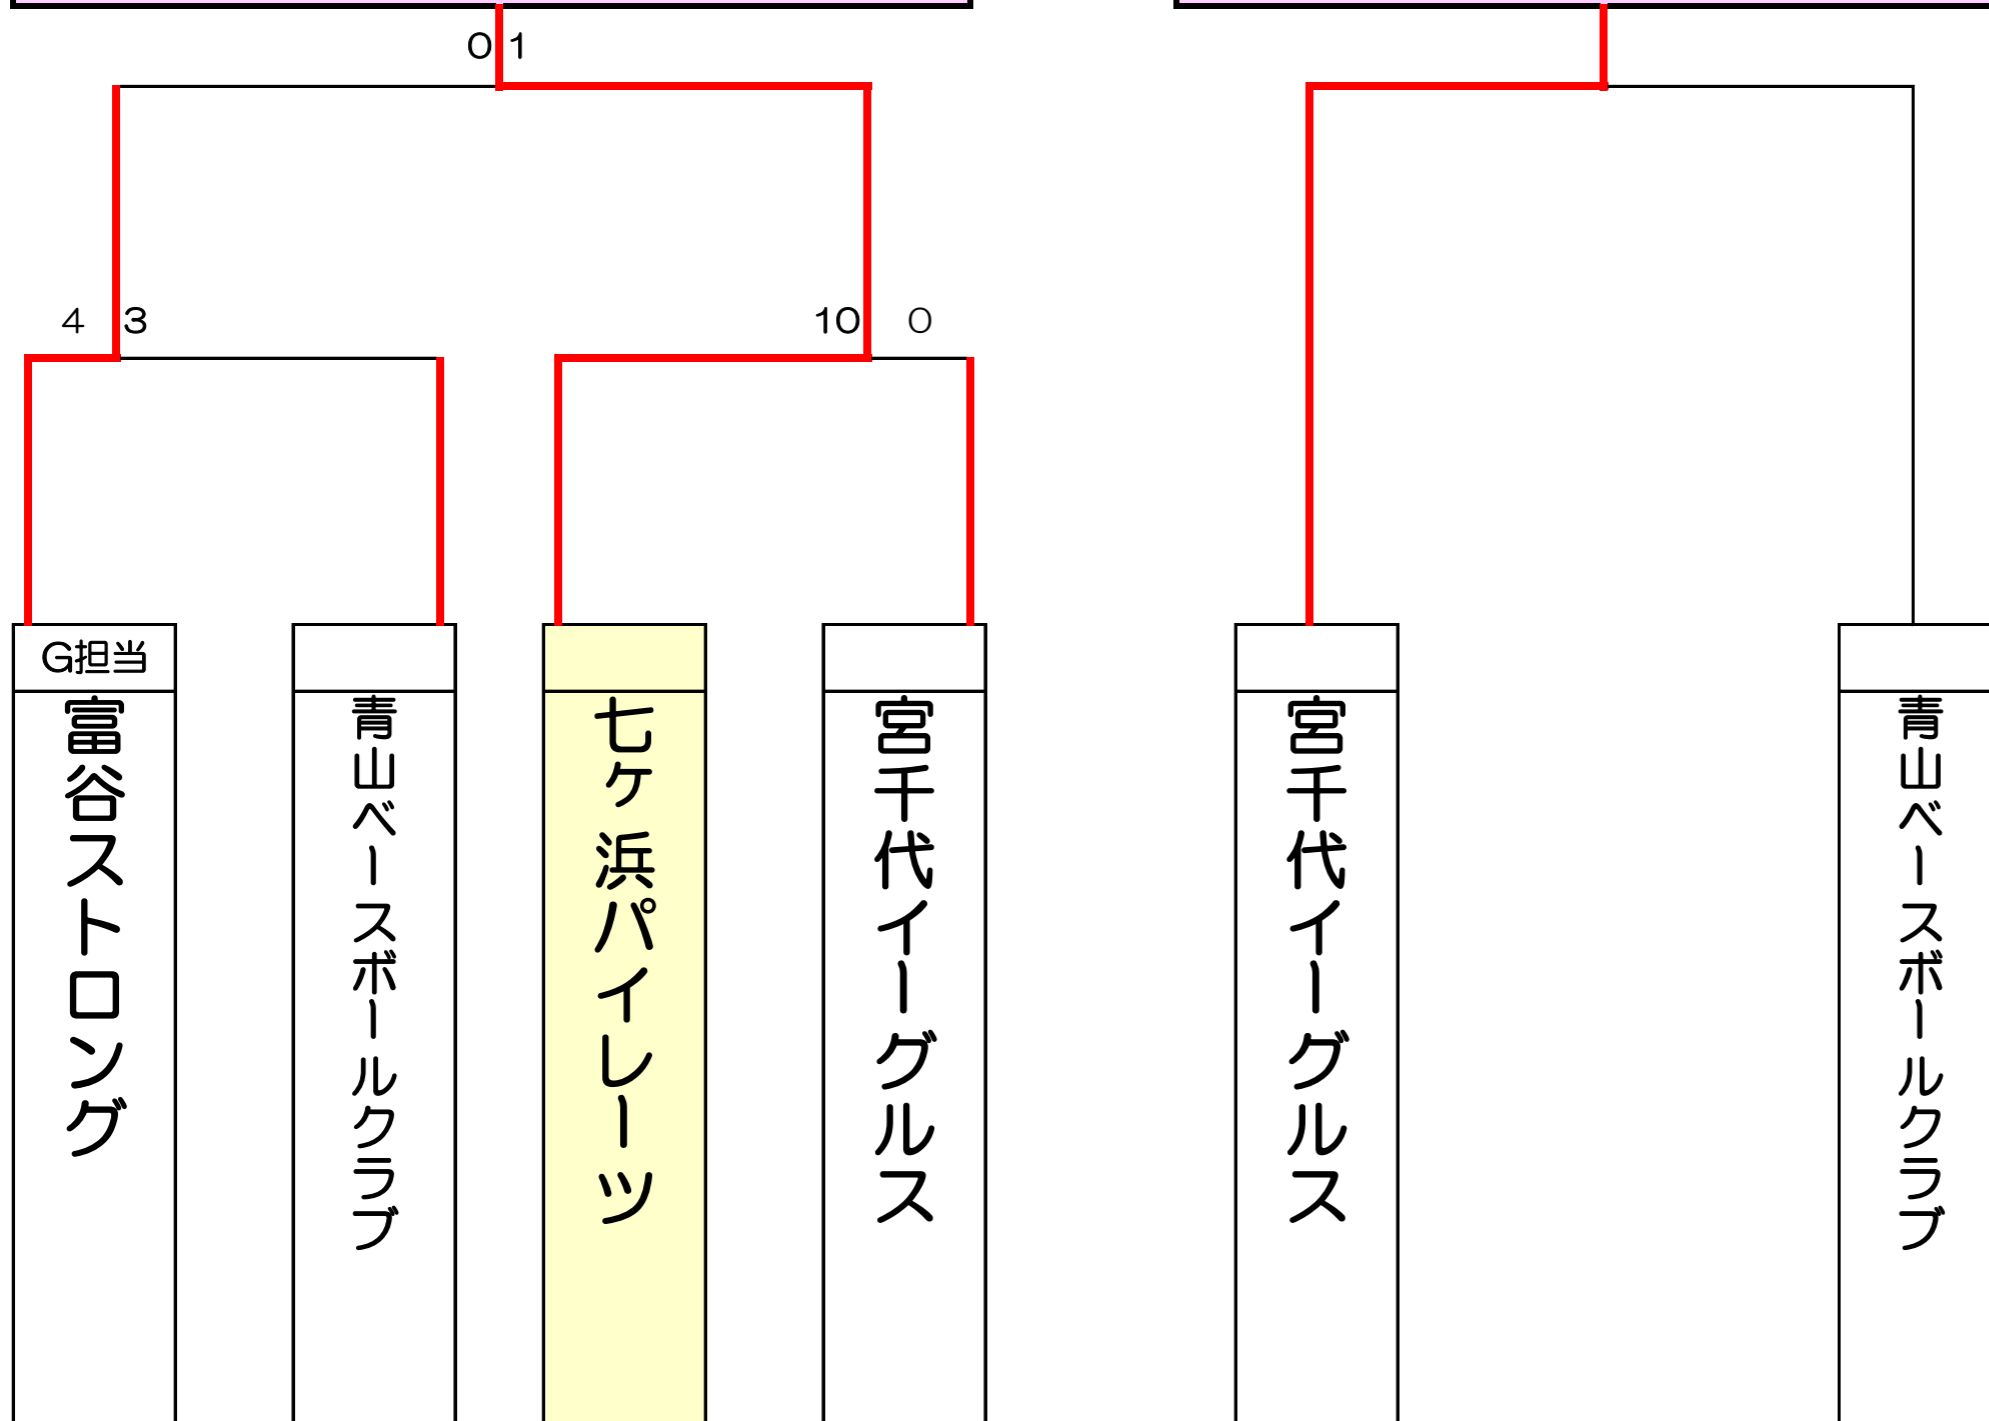 0 1
4 3
10 0
G担当
富谷ストロング
青山ベースボールクラブ
七ヶ浜パイレーツ
宮千代イーグルス
宮千代イーグルス
青山ベースボールクラブ